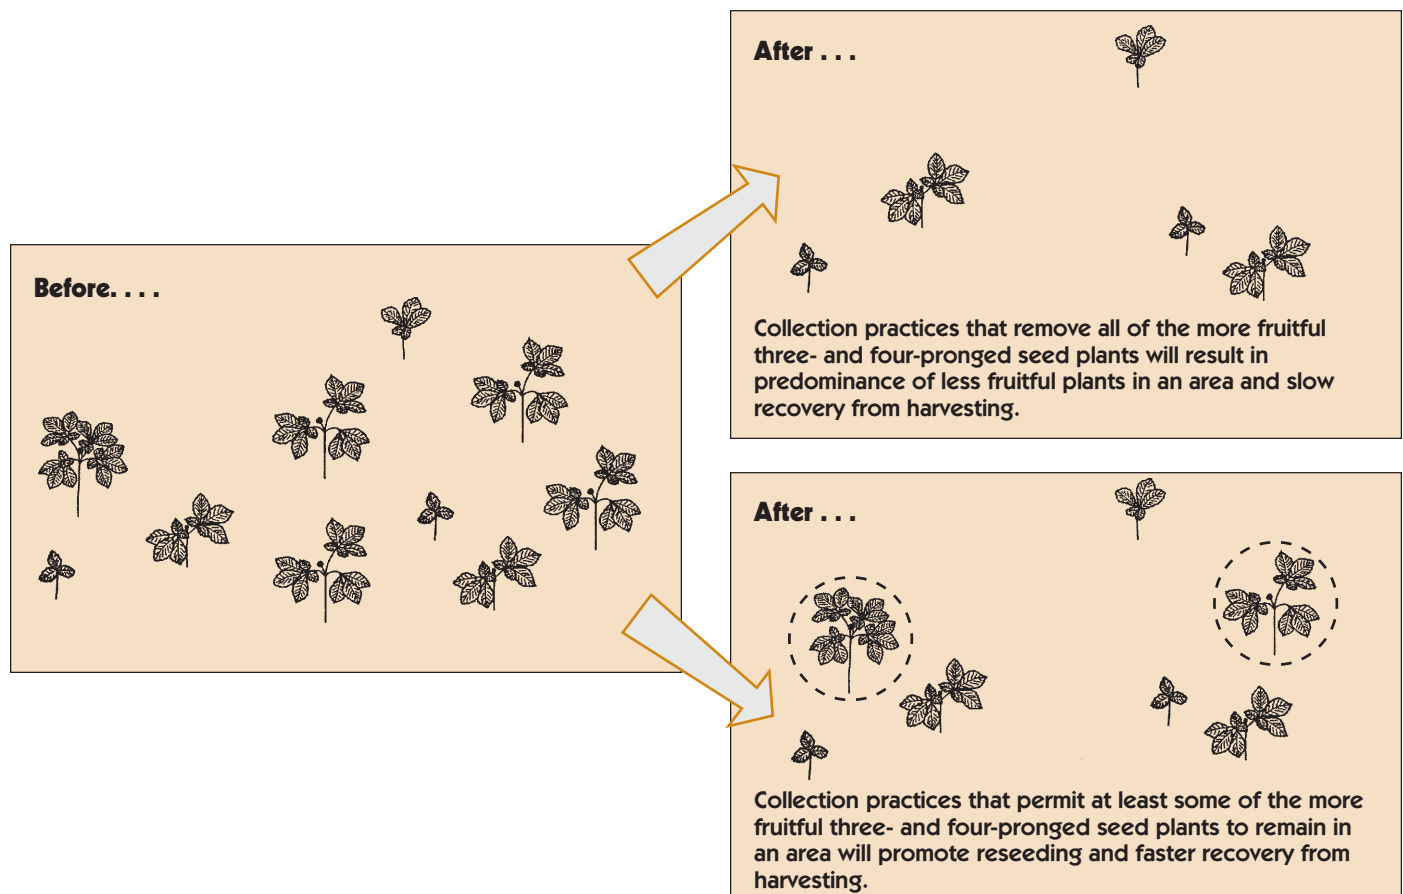 Before. . . .
After . . .
Collection practices that remove all of the more fruitful
three- and four-pronged seed plants will result in
predominance of less fruitful plants in an area and slow
recovery from harvesting.
After . . .
Collection practices that permit at least some of the more
fruitful three- and four-pronged seed plants to remain in
an area will promote reseeding and faster recovery from
harvesting.